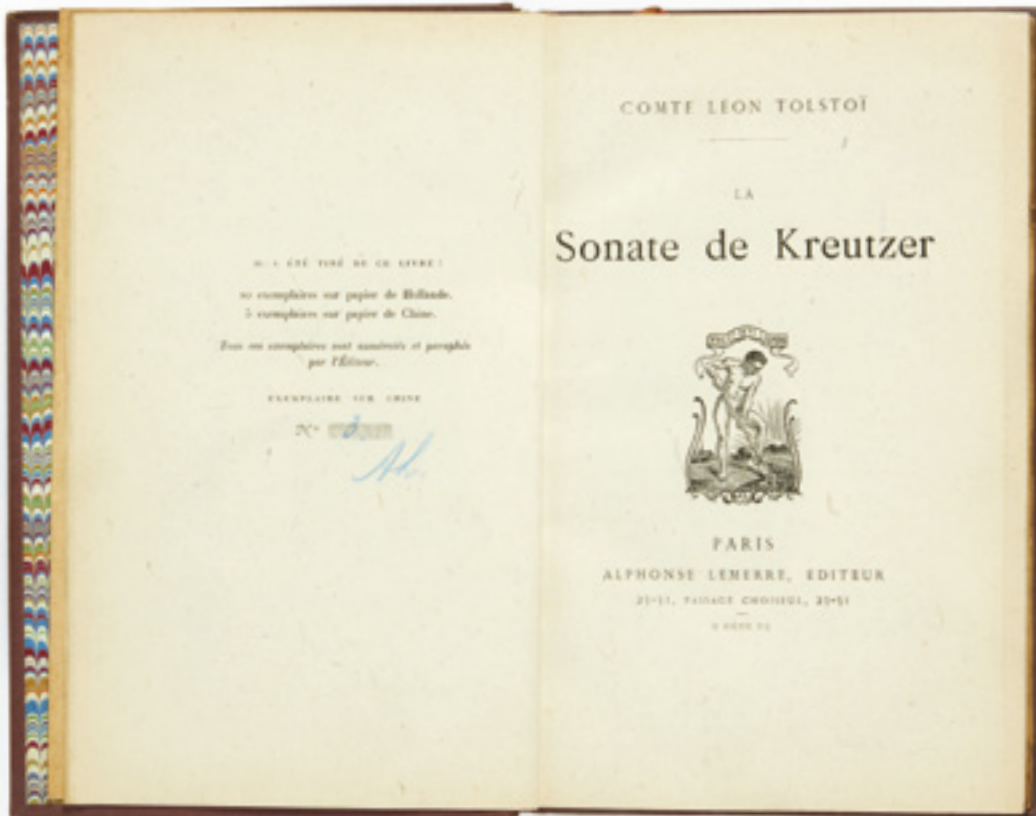 ÉTÉ TIRÉ DE CE LIVRE :
exemplaires sur papier de Hollande.
5 exemplaires sur papier de Chine.
Tous ces exemplaires sont numérotés et paraphés
par l'Éditeur.
EXEMPLAIRE SUR CHINE
N° 3
COMTE LÉON TOLSTOÏ
LA
Sonate de Kreutzer
PARIS
ALPHONSE LEMERRE, ÉDITEUR
PASSAGE CHOISEUL,